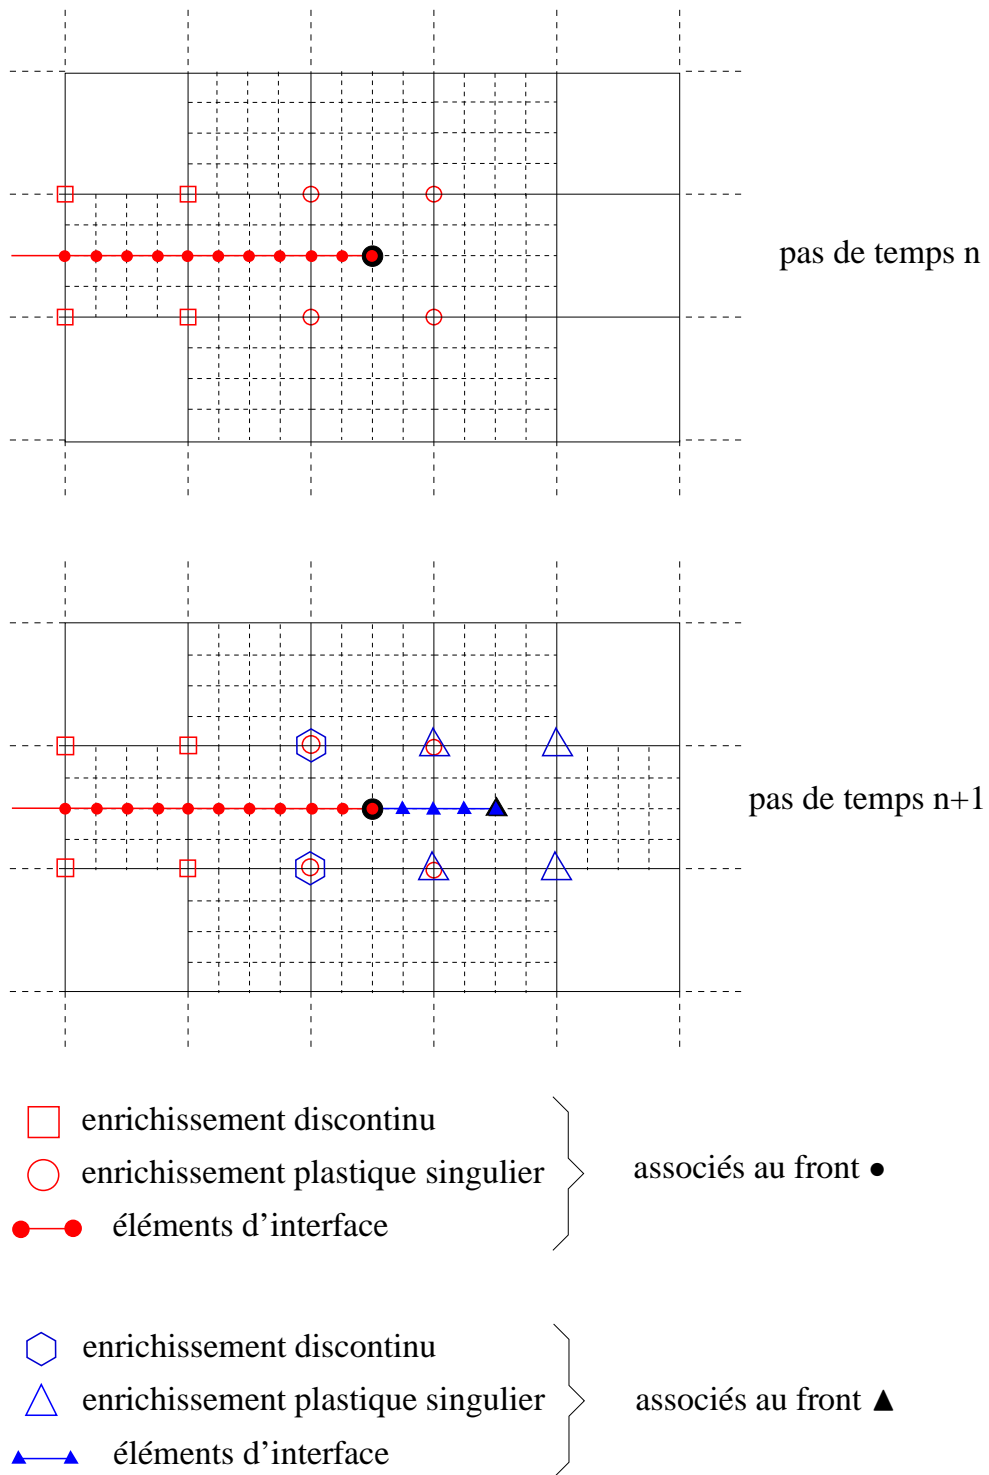 pas de temps n
pas de temps n+1
enrichissement discontinu
enrichissement plastique singulier
éléments d'interface
associés au front
enrichissement discontinu
enrichissement plastique singulier
éléments d'interface
associés au front